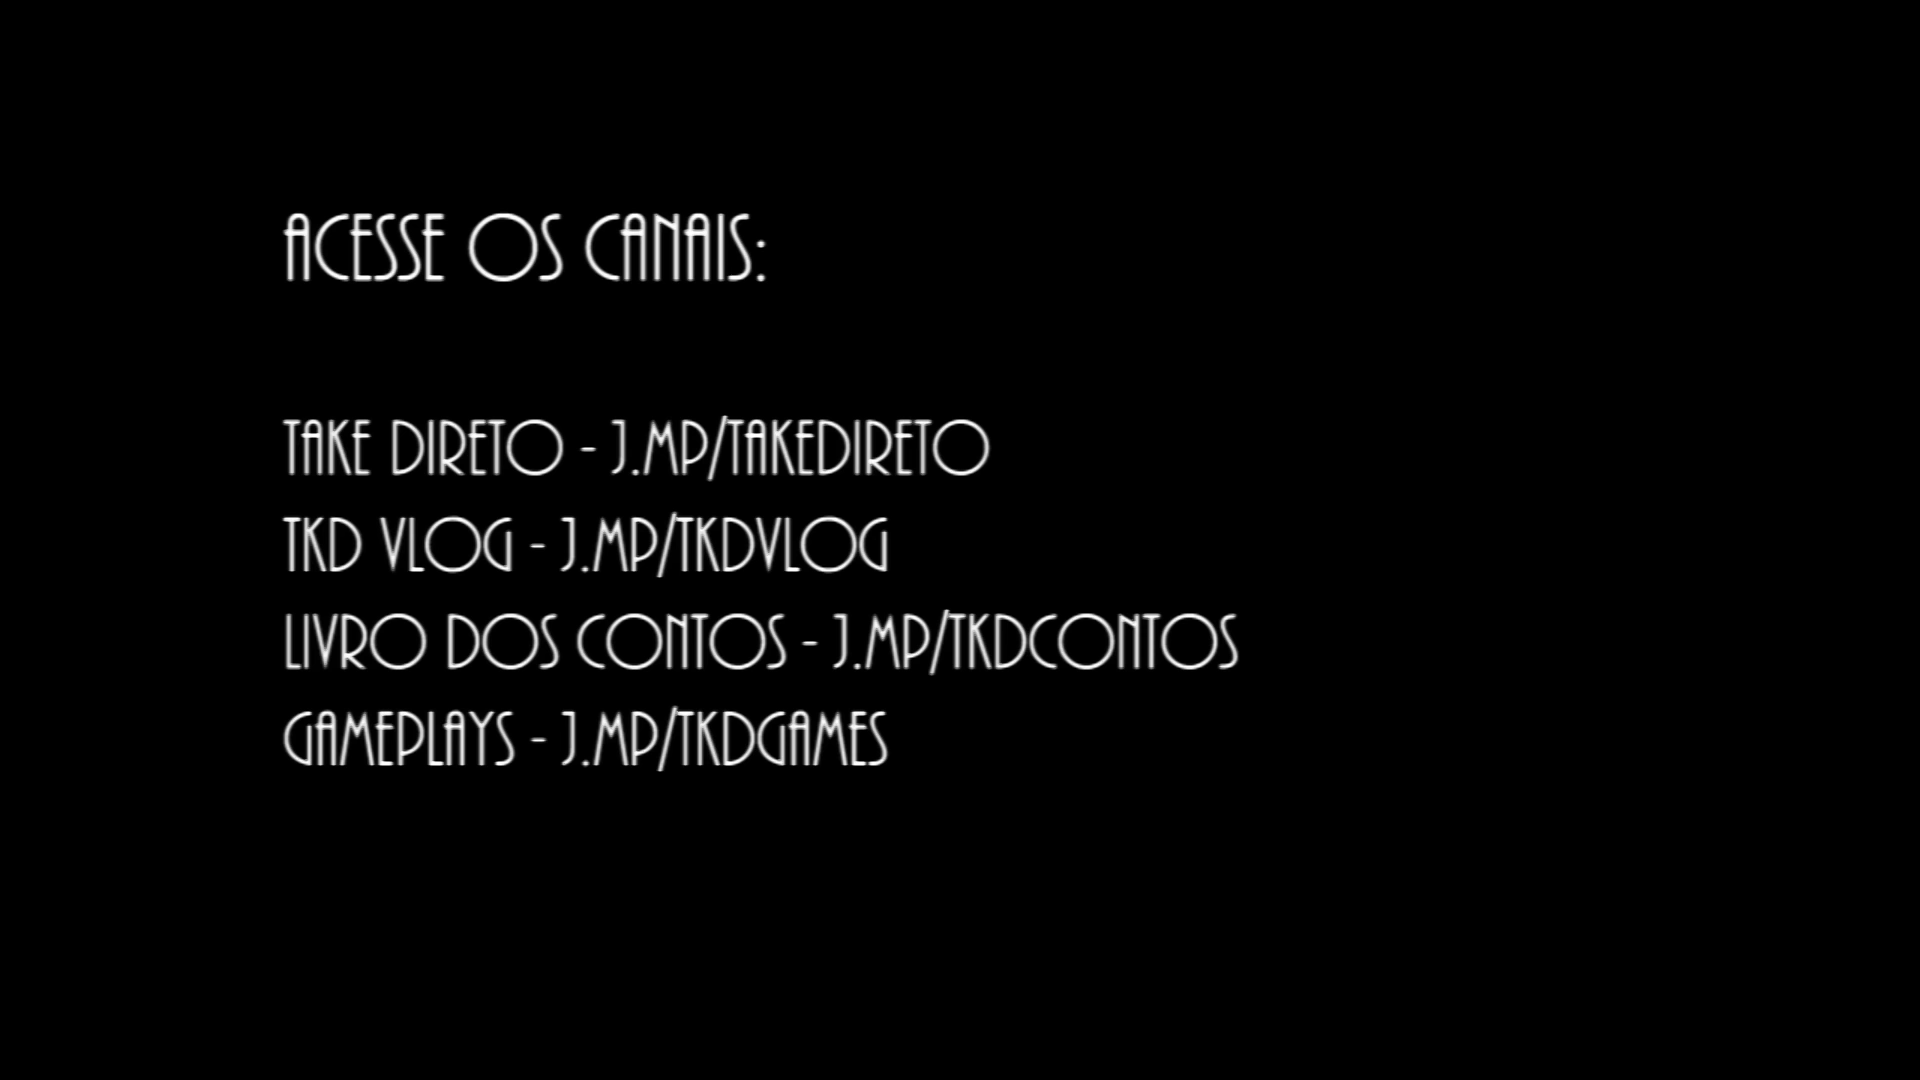 ACESSE OS CANAIS:
TAKE DIRETO - J.MP/TAKEDIRETO
TKD VLOG - J.MP/TKDVLOG
LIVRO DOS CONTOS - J.MP/TKDCONTOS
GAMEPLAYS - J.MP/TKDGAMES